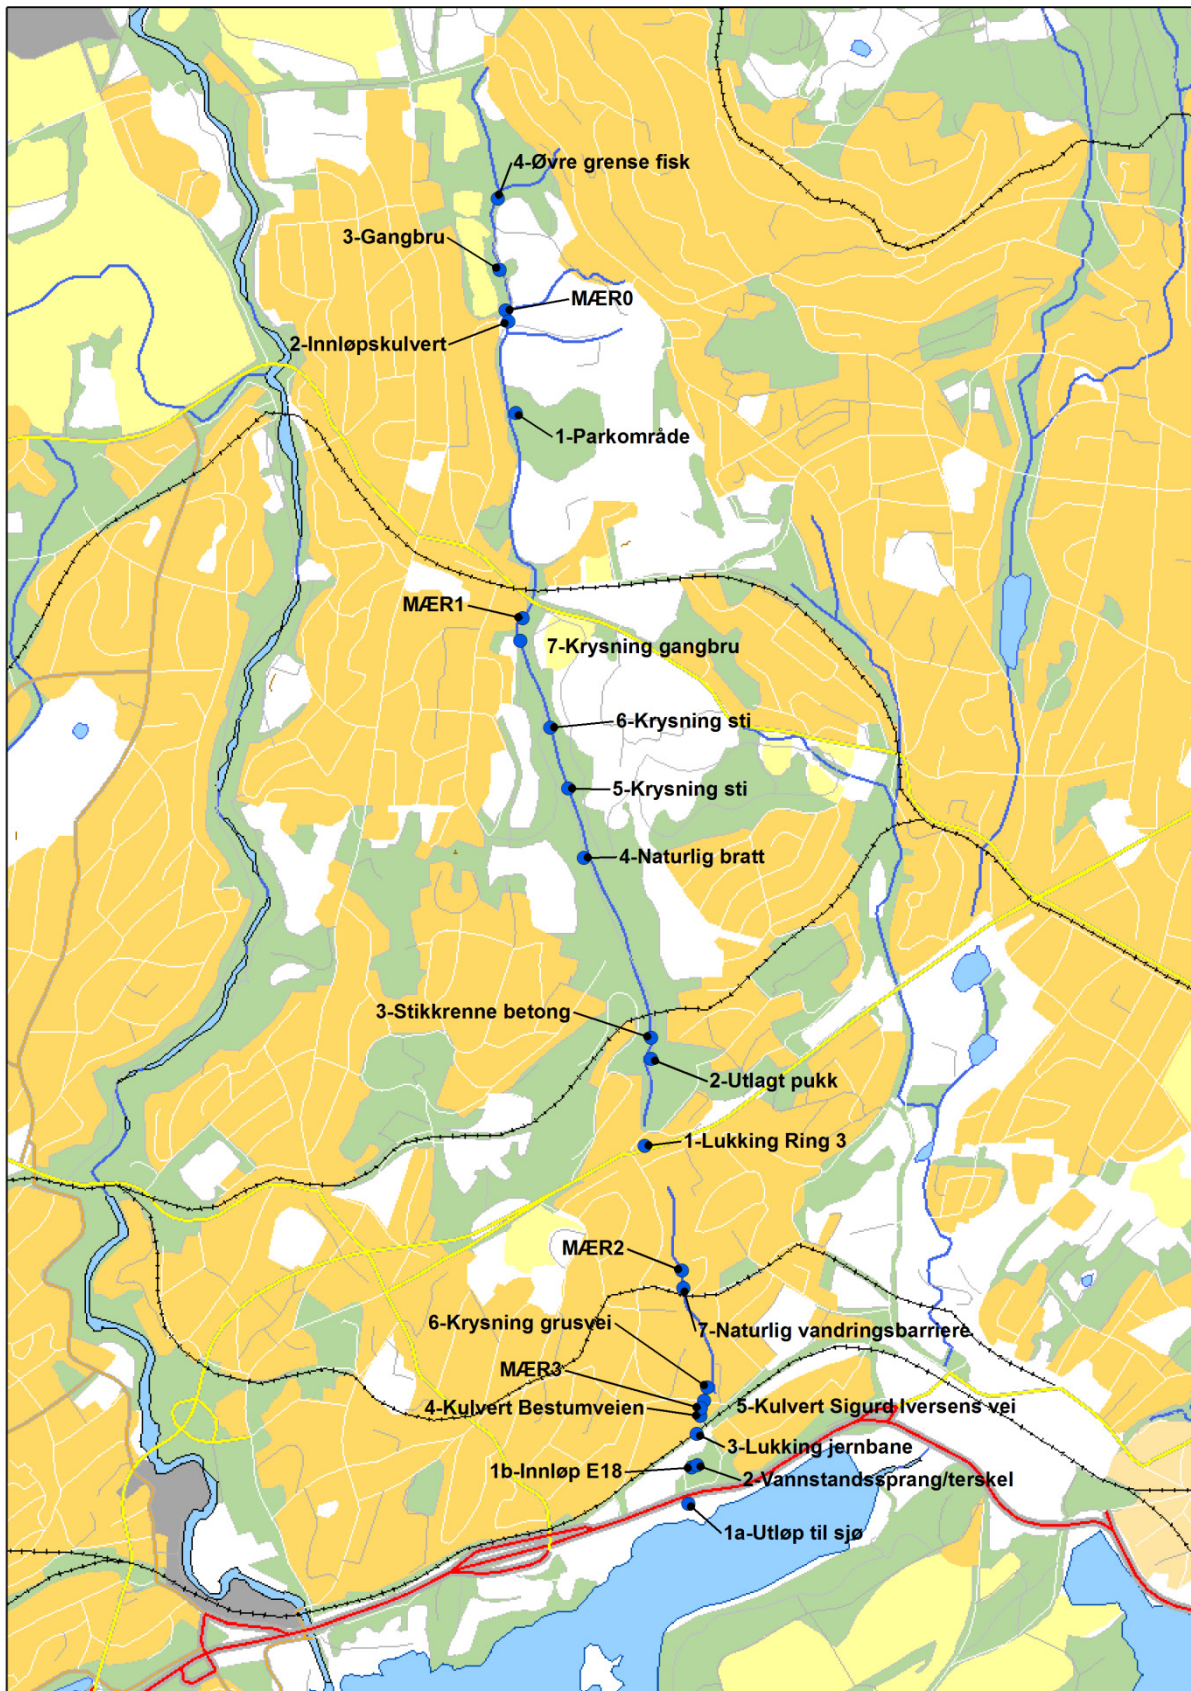 4-Øvre grense fisk
3-Gangbru
MÆR0
2-Innløpskulvert
1-Parkområde
MÆR1
7-Krysning gangbru
6-Krysning sti
5-Krysning sti
4-Naturlig bratt
3-Stikkrenne betong
2-Utlagt pukk
1-Lukking Ring 3
MÆR2
6-Krysning grusvei
7-Naturlig vandringsbarriere
MÆR3
4-Kulvert Bestumveien
5-Kulvert Sigurd Iversens vei
3-Lukking jernbane
1b-Innløp E18
2-Vannstandssprang/terskel
1a-Utløp til sjø